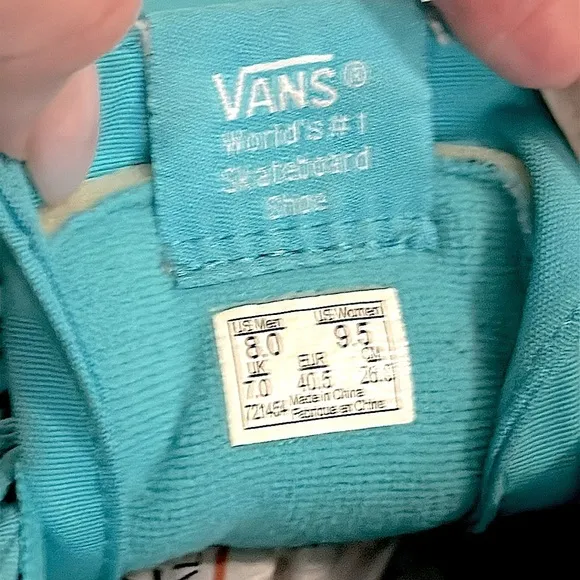 VANS®
World's #1
Skateboard
Shoe
US Men US Women
8.0 9.5
UK EUR CM
7.0 40.5 26.0
721454 Made in China
Fabriqué en Chine